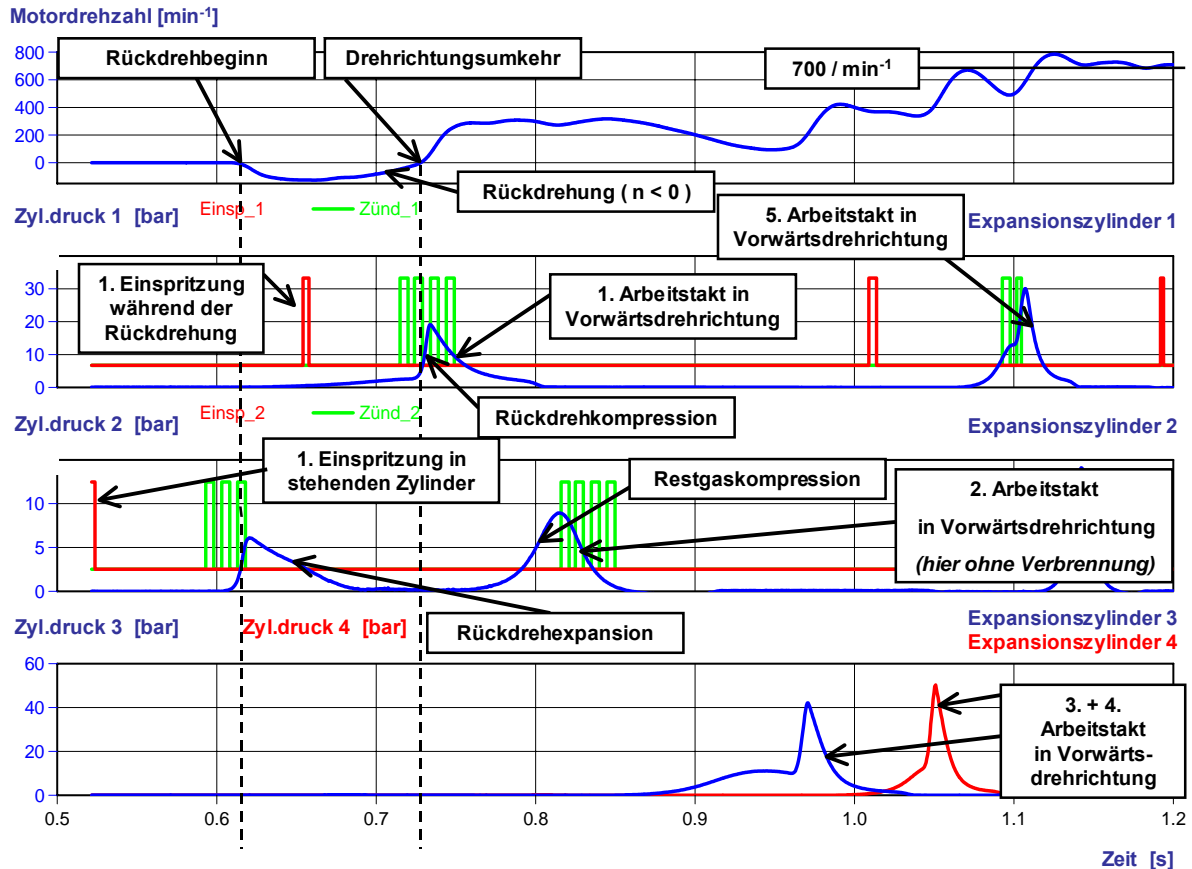 Motordrehzahl [min-1]
Rückdrehbeginn
Drehrichtungsumkehr
700 / min-1
800
600
400
200
0
Rückdrehung ( n < 0 )
Zyl.druck 1 [bar]
Einsp_1
Zünd_1
5. Arbeitstakt in
Vorwärtsdrehrichtung
Expansionszylinder 1
1. Einspritzung
während der
Rückdrehung
1. Arbeitstakt in
Vorwärtsdrehrichtung
30
20
10
0
Rückdrehkompression
Zyl.druck 2 [bar]
Einsp_2
Zünd_2
Expansionszylinder 2
1. Einspritzung in
stehenden Zylinder
Restgaskompression
2. Arbeitstakt
in Vorwärtsdrehrichtung
(hier ohne Verbrennung)
10
5
0
Rückdrehexpansion
Zyl.druck 3 [bar]
Zyl.druck 4 [bar]
Expansionszylinder 3
Expansionszylinder 4
60
40
20
0
3. + 4.
Arbeitstakt
in Vorwärts-
drehrichtung
0.5 0.6 0.7 0.8 0.9 1.0 1.1 1.2
Zeit [s]